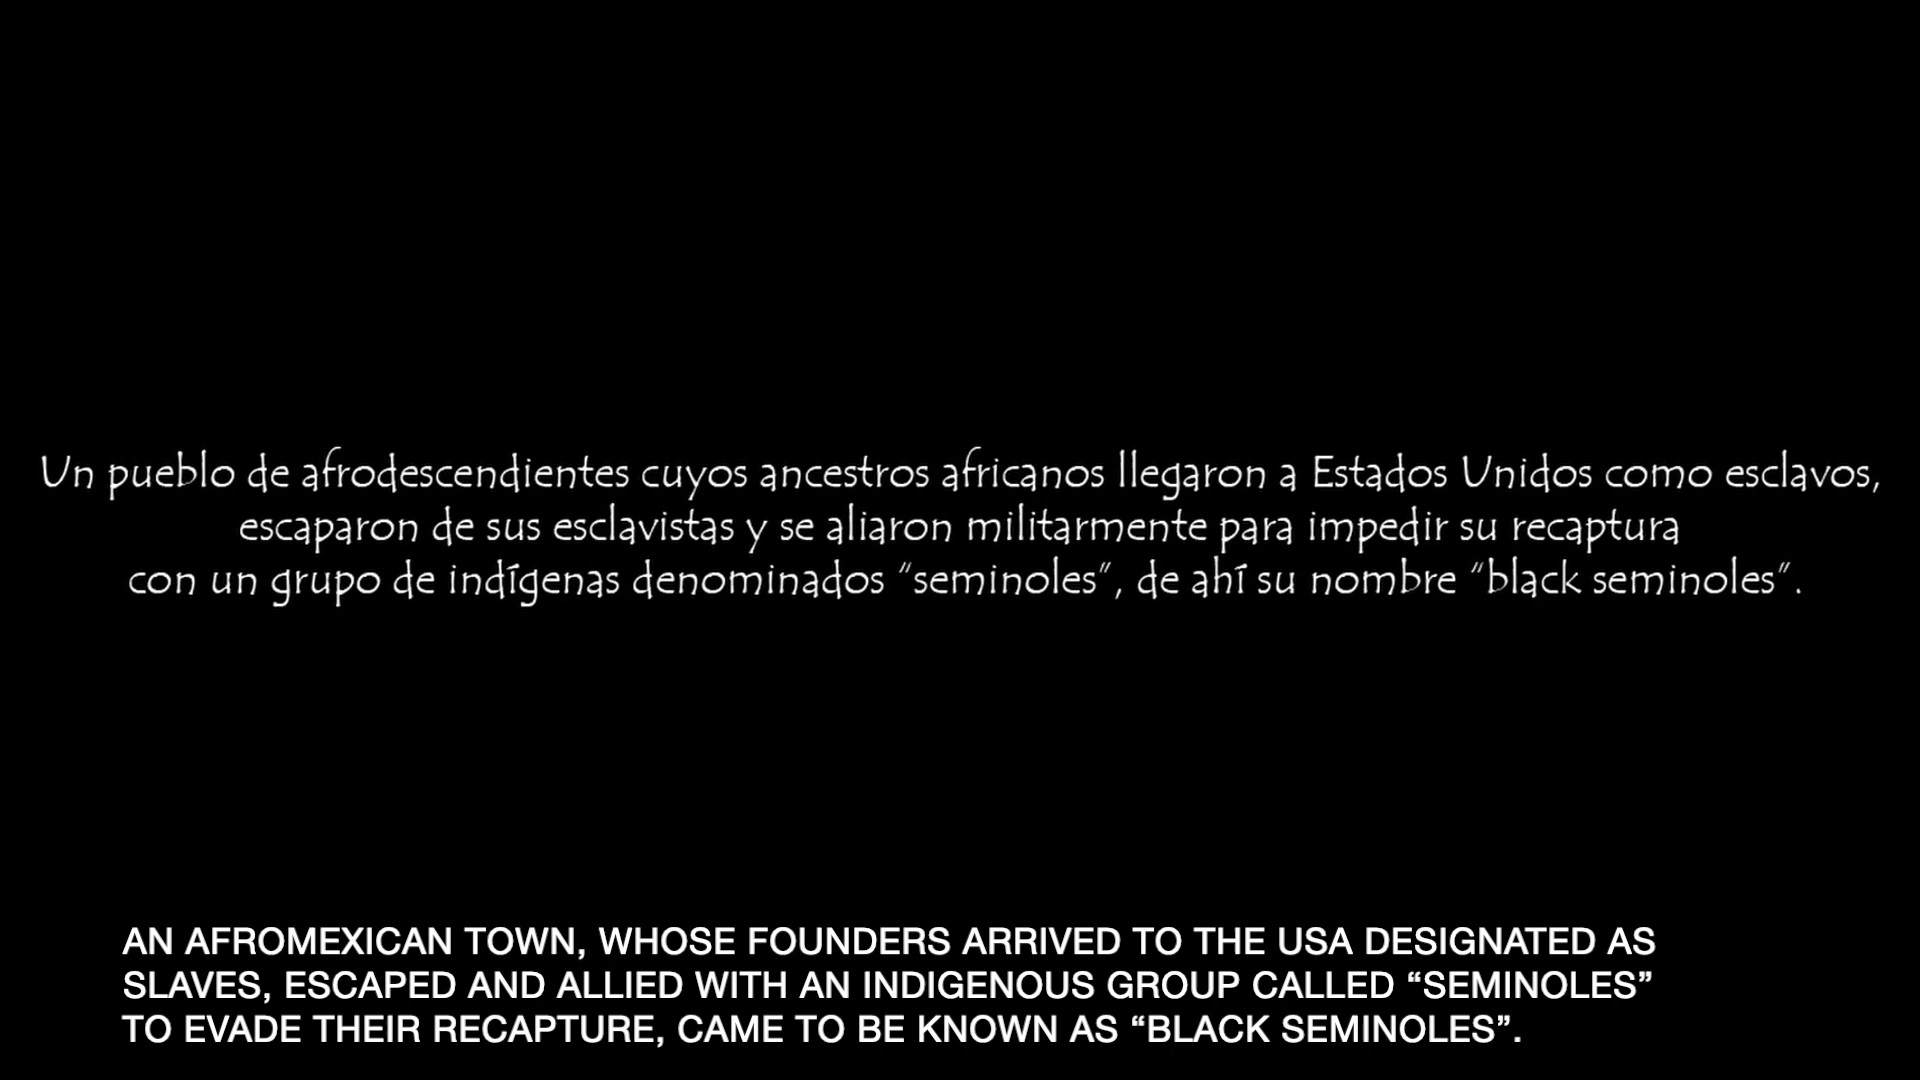 Un pueblo de afrodescendientes cuyos ancestros africanos llegaron a Estados Unidos como esclavos,
escaparon de sus esclavistas y se aliaron militarmente para impedir su recaptura
con un grupo de indígenas denominados “seminoles”, de ahí su nombre “black seminoles”.
AN AFROMEXICAN TOWN, WHOSE FOUNDERS ARRIVED TO THE USA DESIGNATED AS
SLAVES, ESCAPED AND ALLIED WITH AN INDIGENOUS GROUP CALLED “SEMINOLES”
TO EVADE THEIR RECAPTURE, CAME TO BE KNOWN AS “BLACK SEMINOLES”.